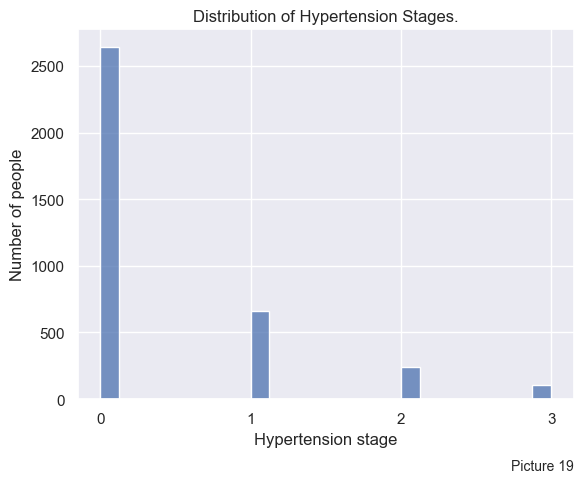 Distribution of Hypertension Stages.
2500
2000
1500
1000
500
0
Number of people
0 1 2 3
Hypertension stage
Picture 19